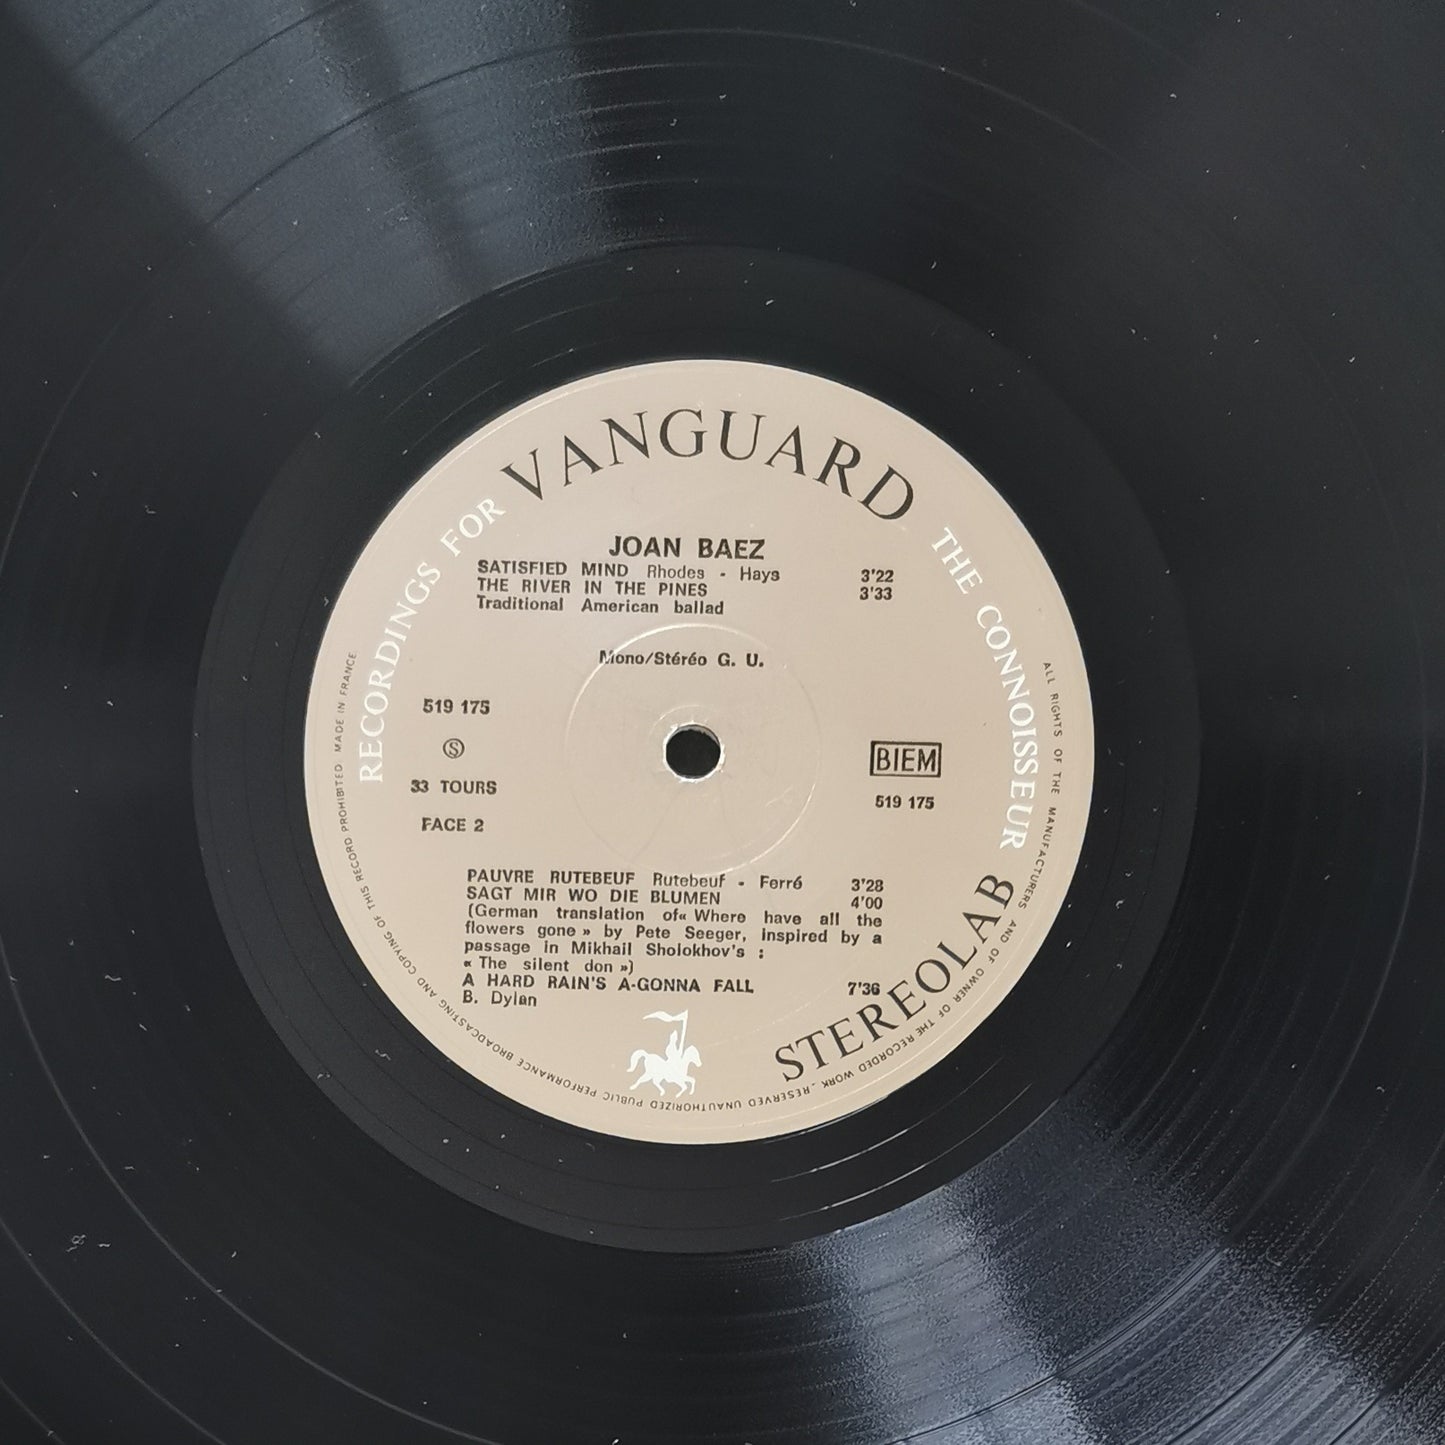 RECORDINGS FOR VANGUARD THE CONNOISSEUR
JOAN BAEZ
SATISFIED MIND Rhodes - Hays 3'22
THE RIVER IN THE PINES 3'33
Traditional American ballad
Mono/Stéréo G. U.
519 175
Ⓢ
33 TOURS
FACE 2
BIEM
519 175
PAUVRE RUTEBEUF Rutebeuf - Ferré 3'28
SAGT MIR WO DIE BLUMEN 4'00
(German translation of« Where have all the
flowers gone » by Pete Seeger, inspired by a
passage in Mikhail Sholokhov's :
« The silent don »)
A HARD RAIN'S A-GONNA FALL 7'36
B. Dylan
STEREOLAB
ALL RIGHTS OF THE MANUFACTURERS AND OF OWNER OF THE RECORDED WORK . RESERVED UNAUTHORIZED PUBLIC PERFORMANCE BROADCASTING AND COPYING OF THIS RECORD PROHIBITED MADE IN FRANCE